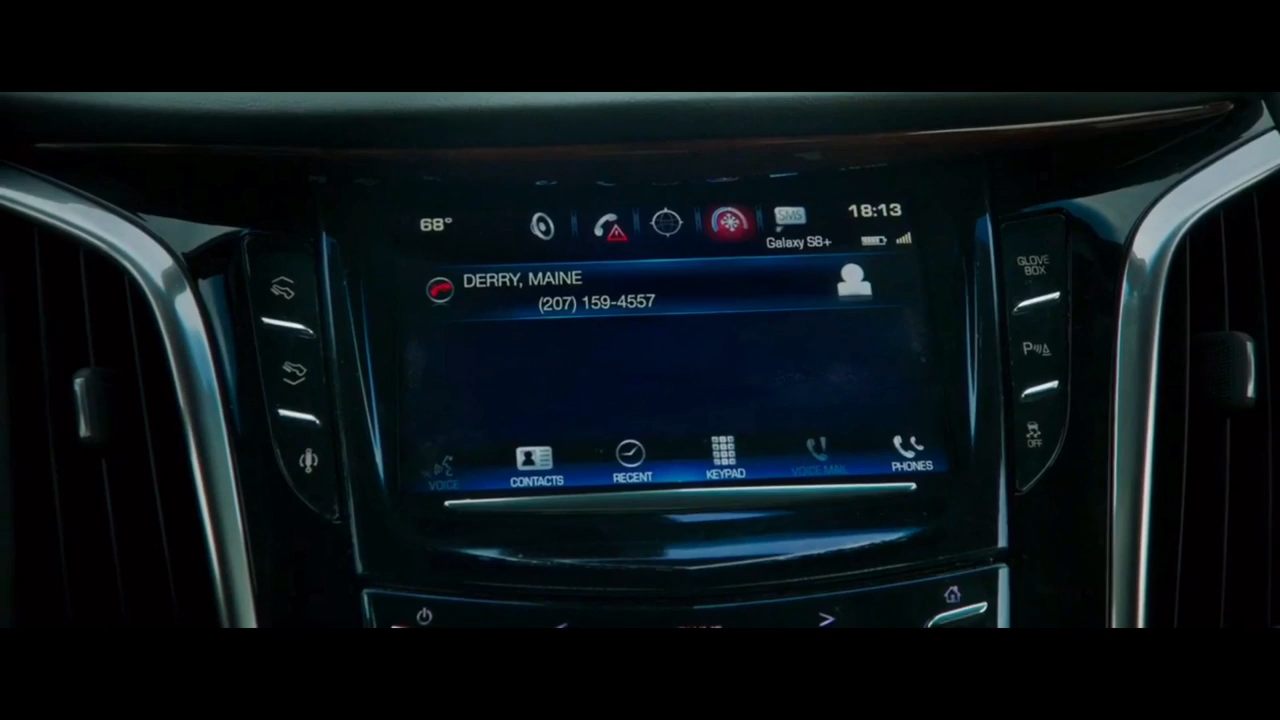 68°
SMS
18:13
Galaxy S8+
DERRY, MAINE
(207) 159-4557
GLOVE
BOX
P
OFF
VOICE
CONTACTS
RECENT
KEYPAD
VOICE MAIL
PHONES